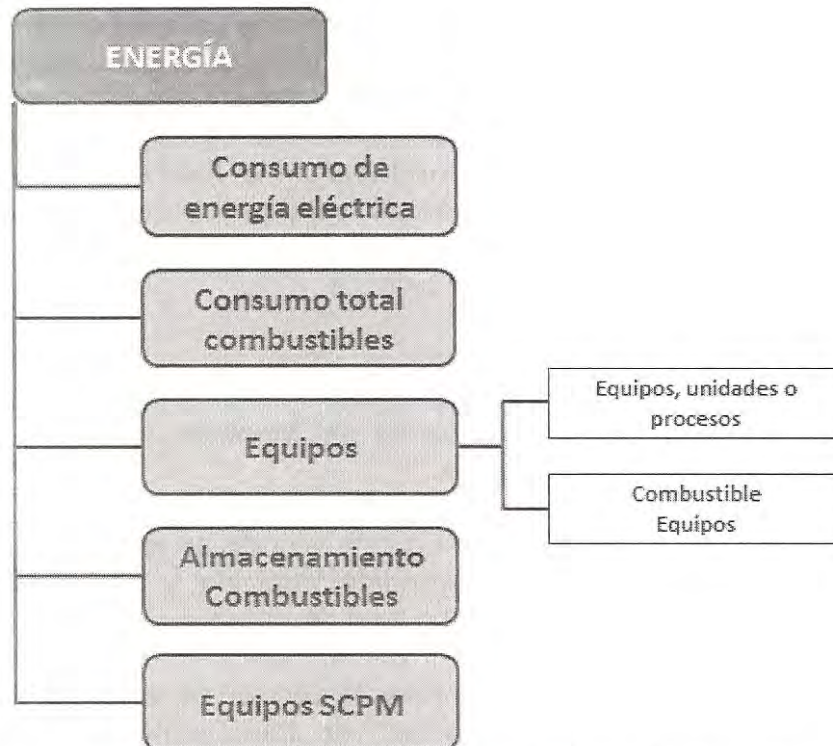 ENERGÍA
Consumo de
energía eléctrica
Consumo total
combustibles
Equipos
Equipos, unidades o
procesos
Combustible
Equipos
Almacenamiento
Combustibles
Equipos SCPM